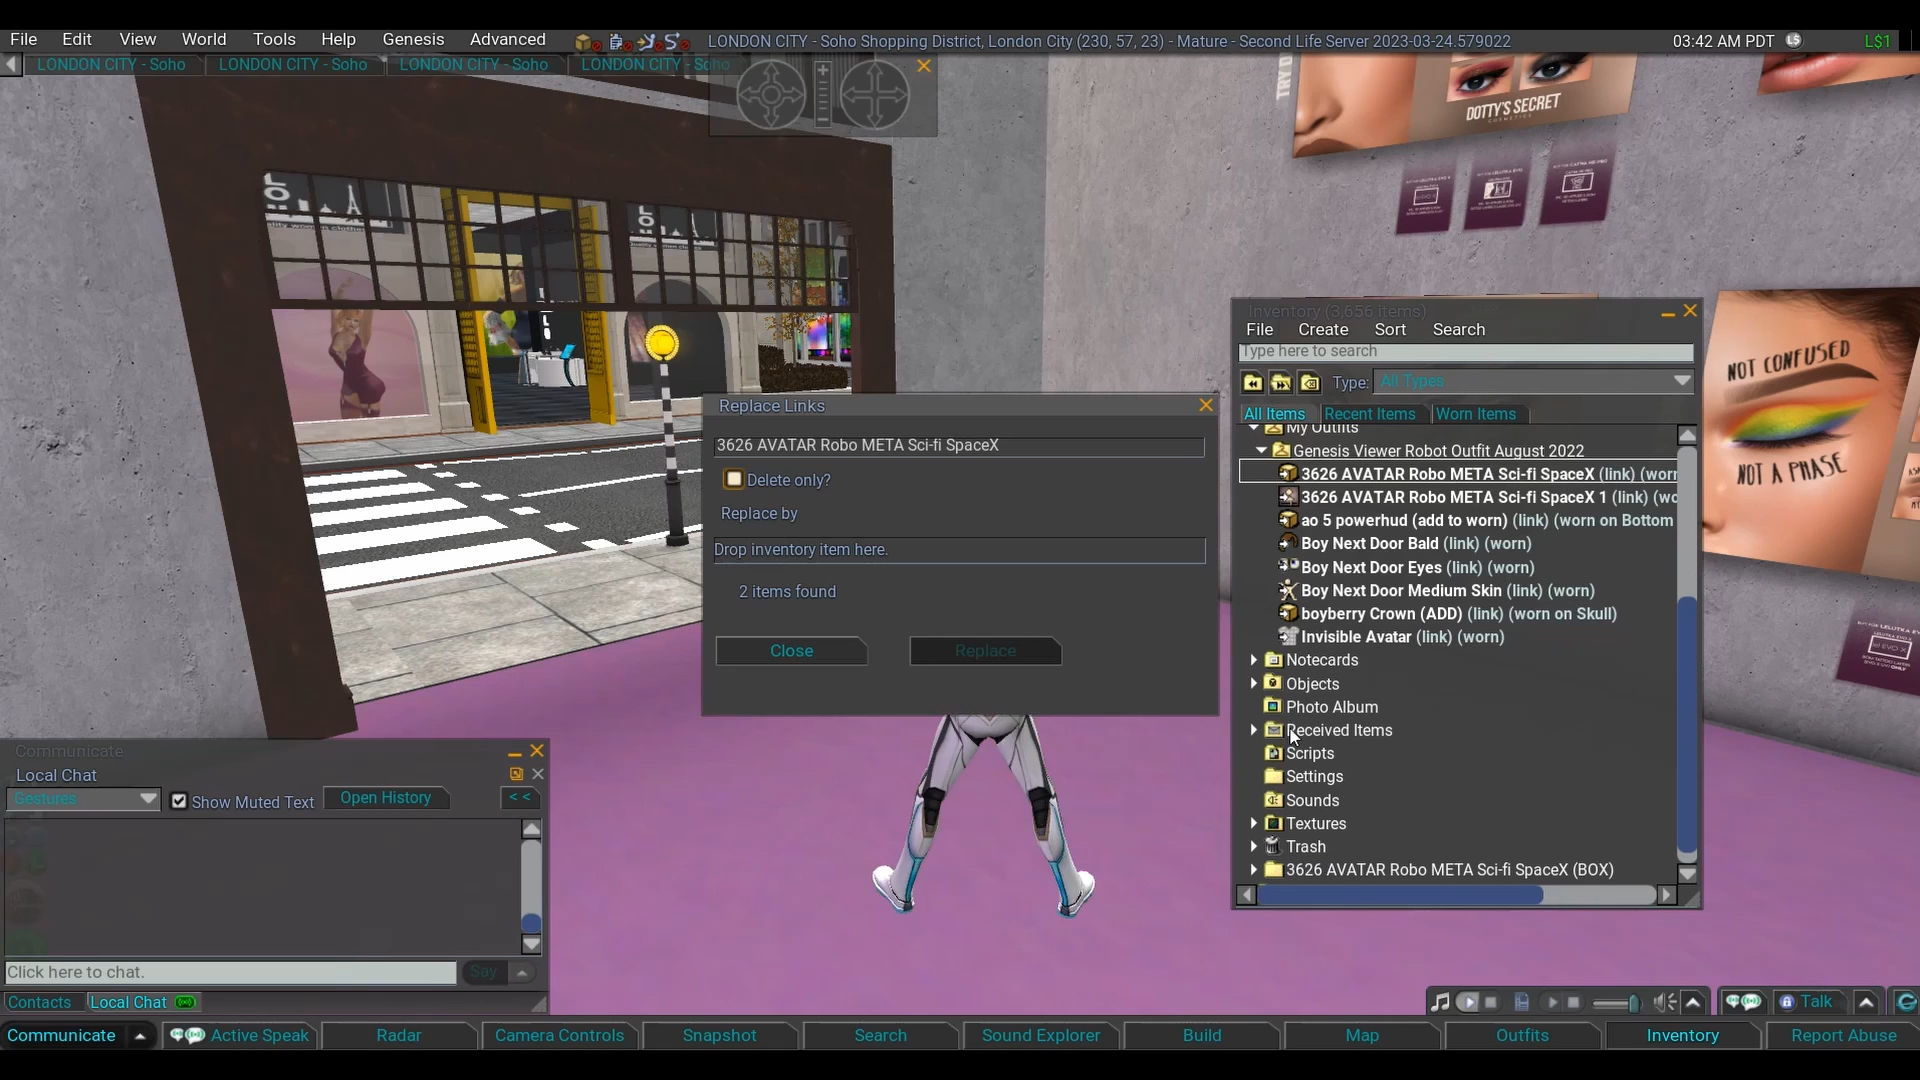 File Edit View World Tools Help Genesis Advanced
LONDON CITY - Soho Shopping District, London City (230, 57, 23) - Mature - Second Life Server 2023-03-24.579022
03:42 AM PDT
L$1
LONDON CITY - Soho
LONDON CITY - Soho
LONDON CITY - Soho
LONDON CITY - Soho
TRY D
DOTTY'S SECRET
COSMETICS
NOT CONFUSED
NOT A PHASE
Replace Links
3626 AVATAR Robo META Sci-fi SpaceX
Delete only?
Replace by
Drop inventory item here.
2 items found
Close
Replace
Inventory (3,656 items)
File Create Sort Search
Type here to search
Type: All Types
All Items Recent Items Worn Items
My Outfits
Genesis Viewer Robot Outfit August 2022
3626 AVATAR Robo META Sci-fi SpaceX (link) (worn
3626 AVATAR Robo META Sci-fi SpaceX 1 (link) (wo
ao 5 powerhud (add to worn) (link) (worn on Bottom
Boy Next Door Bald (link) (worn)
Boy Next Door Eyes (link) (worn)
Boy Next Door Medium Skin (link) (worn)
boyberry Crown (ADD) (link) (worn on Skull)
Invisible Avatar (link) (worn)
Notecards
Objects
Photo Album
Received Items
Scripts
Settings
Sounds
Textures
Trash
3626 AVATAR Robo META Sci-fi SpaceX (BOX)
Communicate
Local Chat
Gestures
Show Muted Text
Open History
<<
Click here to chat.
Say
Contacts Local Chat
Talk
Communicate Active Speak Radar Camera Controls Snapshot Search Sound Explorer Build Map Outfits Inventory Report Abuse